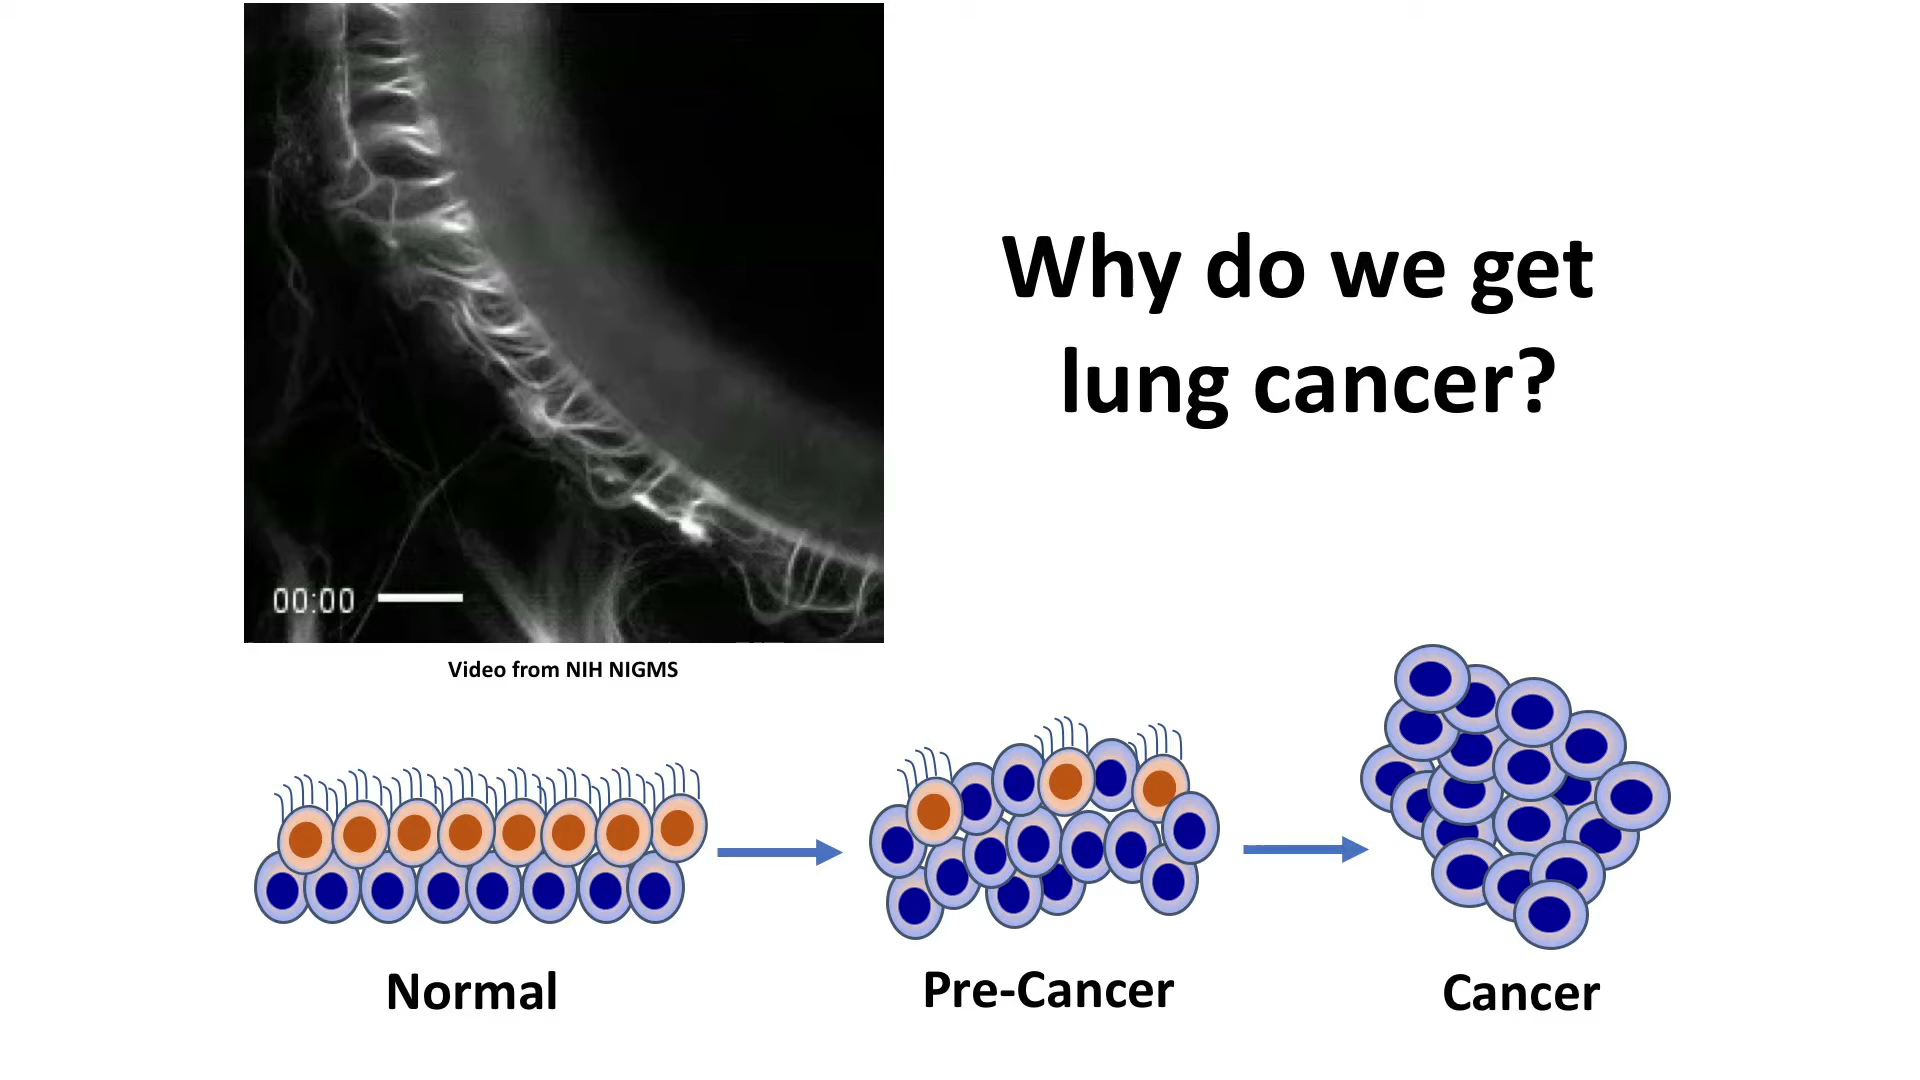 Why do we get
lung cancer?
00:00
Video from NIH NIGMS
Normal
Pre-Cancer
Cancer